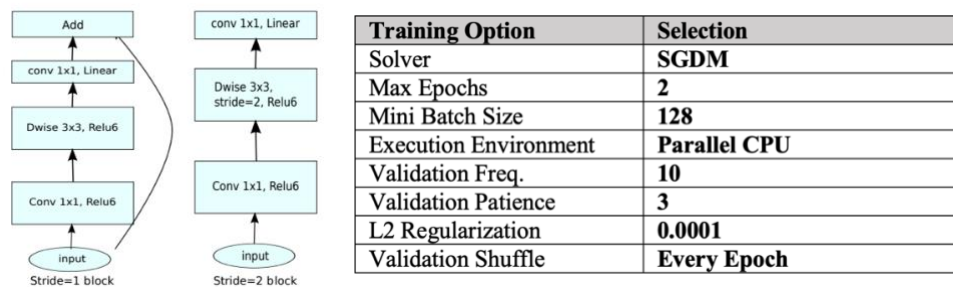 Add
conv 1x1, Linear
Dwise 3x3, Relu6
Conv 1x1, Relu6
input
Stride=1 block
conv 1x1, Linear
Dwise 3x3,
stride=2, Relu6
Conv 1x1, Relu6
input
Stride=2 block
Training Option Selection
Solver SGDM
Max Epochs 2
Mini Batch Size 128
Execution Environment Parallel CPU
Validation Freq. 10
Validation Patience 3
L2 Regularization 0.0001
Validation Shuffle Every Epoch